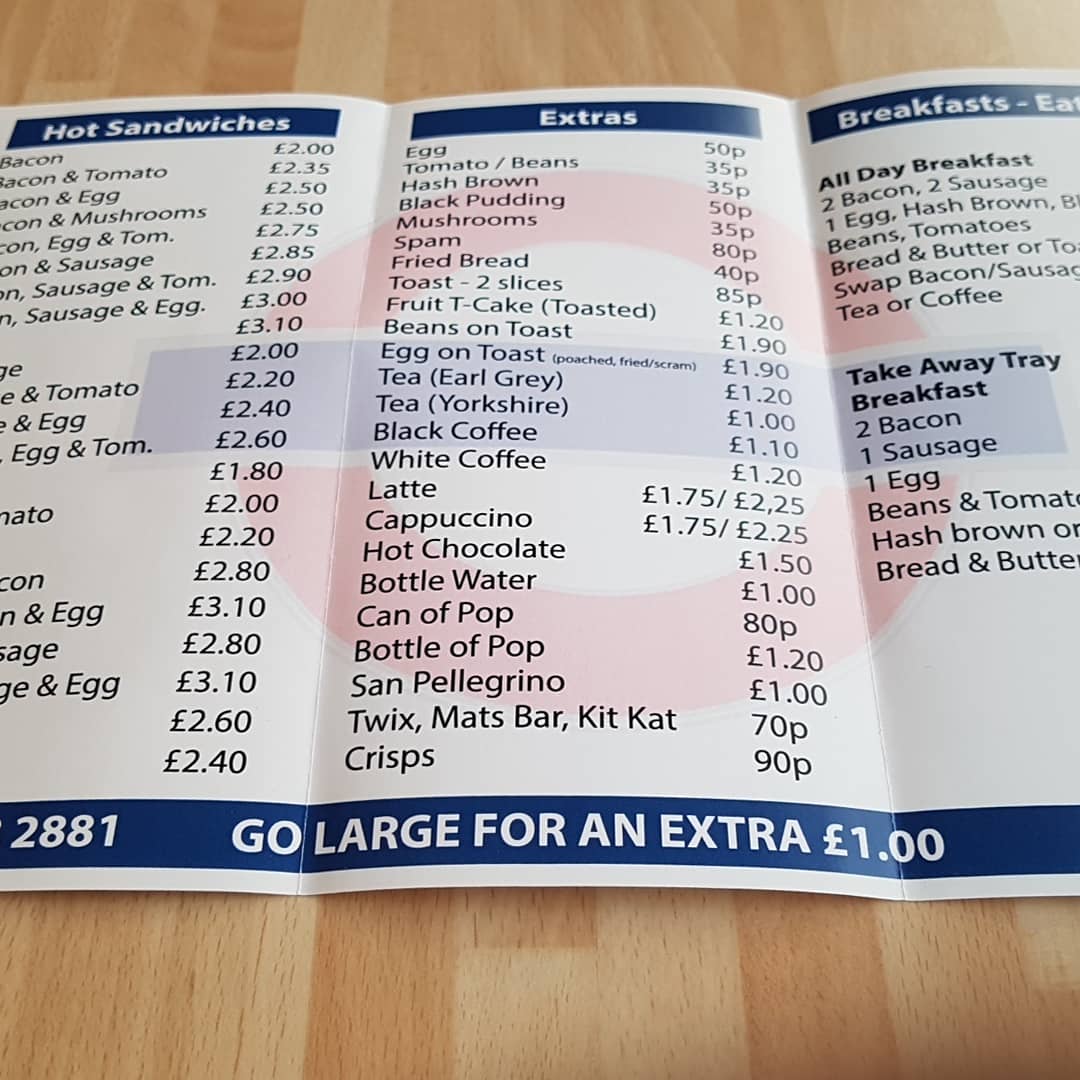 Hot Sandwiches
Bacon £2.00
Bacon & Tomato £2.35
acon & Egg £2.50
con & Mushrooms £2.50
con, Egg & Tom. £2.75
on & Sausage £2.85
on, Sausage & Tom. £2.90
n, Sausage & Egg. £3.00
£3.10
ge £2.00
e & Tomato £2.20
e & Egg £2.40
, Egg & Tom. £2.60
£1.80
mato £2.00
£2.20
con £2.80
n & Egg £3.10
sage £2.80
ge & Egg £3.10
£2.60
£2.40
Extras
Egg 50p
Tomato / Beans 35p
Hash Brown 35p
Black Pudding 50p
Mushrooms 35p
Spam 80p
Fried Bread 40p
Toast - 2 slices 85p
Fruit T-Cake (Toasted) £1.20
Beans on Toast £1.90
Egg on Toast (poached, fried/scram) £1.90
Tea (Earl Grey) £1.20
Tea (Yorkshire) £1.00
Black Coffee £1.10
White Coffee £1.20
Latte £1.75/ £2,25
Cappuccino £1.75/ £2.25
Hot Chocolate £1.50
Bottle Water £1.00
Can of Pop 80p
Bottle of Pop £1.20
San Pellegrino £1.00
Twix, Mats Bar, Kit Kat 70p
Crisps 90p
Breakfasts - Eat
All Day Breakfast
2 Bacon, 2 Sausage
1 Egg, Hash Brown, Bl
Beans, Tomatoes
Bread & Butter or Toa
Swap Bacon/Sausag
Tea or Coffee
Take Away Tray
Breakfast
2 Bacon
1 Sausage
1 Egg
Beans & Tomato
Hash brown or
Bread & Butter
2881 GO LARGE FOR AN EXTRA £1.00